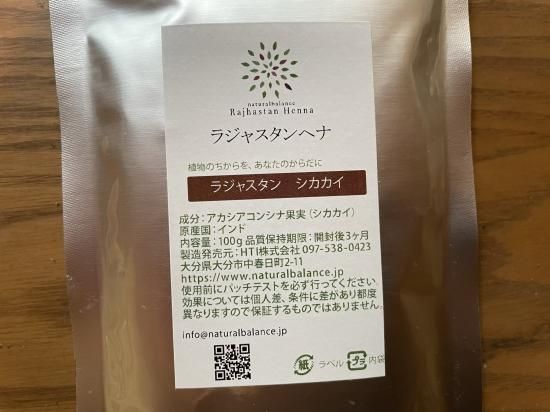 naturalbalance
Rajhastan Henna
ラジャスタンヘナ
植物のちからを、あなたのからだに
ラジャスタン シカカイ
成分：アカシアコンシナ果実（シカカイ）
原産国：インド
内容量：100g 品質保持期限：開封後3ヶ月
製造発売元：HTI株式会社 097-538-0423
大分県大分市中春日町2-11
https://www.naturalbalance.jp
使用前にパッチテストを必ず行ってください
効果については個人差、条件に差があり都度
異なりますので保証するものではありません。
info@naturalbalance.jp
紙 ラベル プラ 内袋